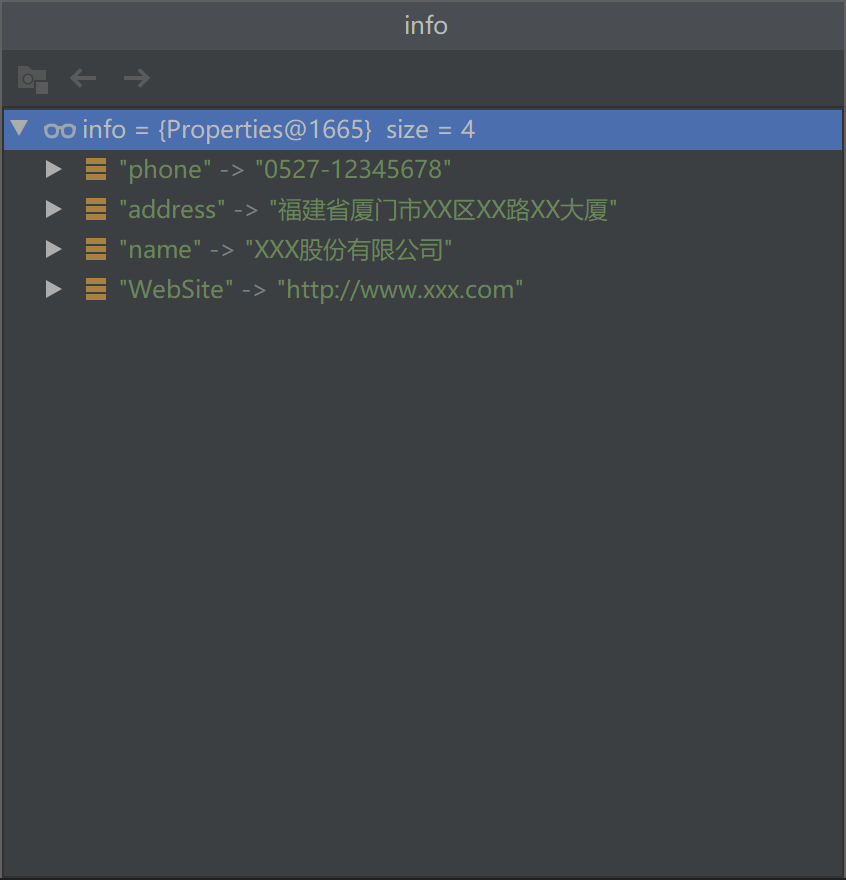 info
info = {Properties@1665} size = 4
"phone" -> "0527-12345678"
"address" -> "福建省厦门市XX区XX路XX大厦"
"name" -> "XXX股份有限公司"
"WebSite" -> "http://www.xxx.com"